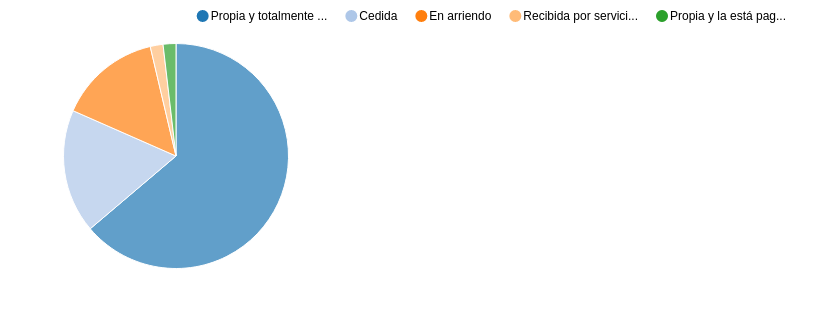 Propia y totalmente ... Cedida En arriendo Recibida por servici... Propia y la está pag...